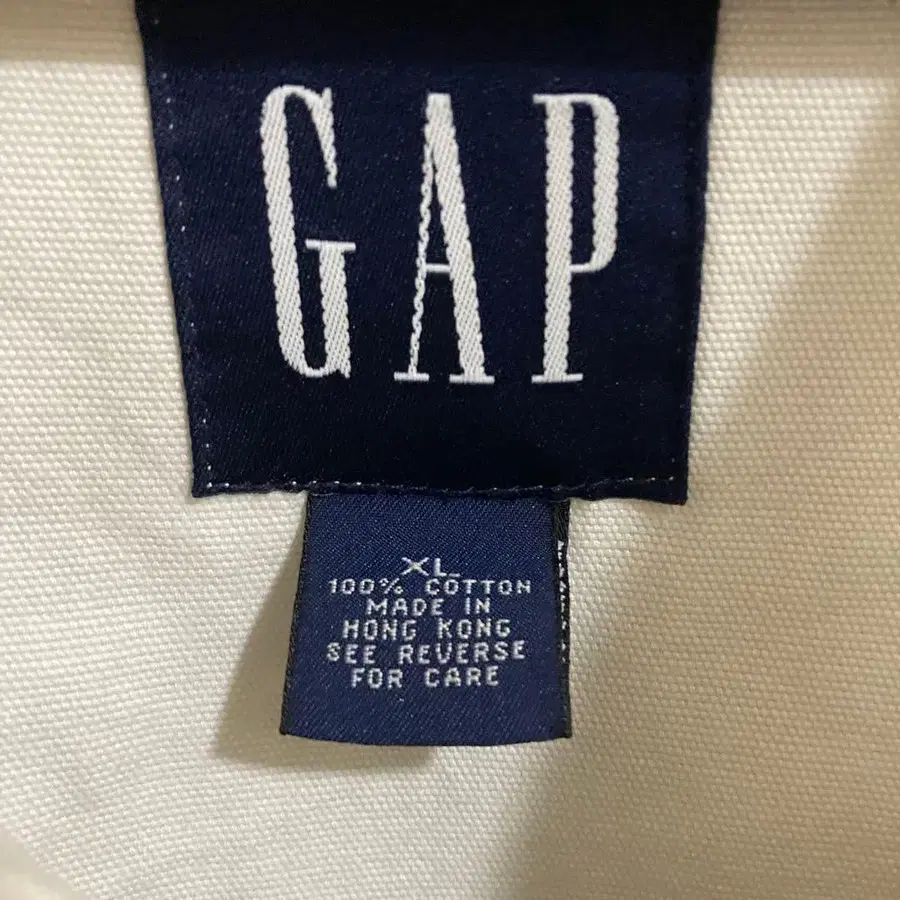 GAP
XL
100% COTTON
MADE IN
HONG KONG
SEE REVERSE
FOR CARE